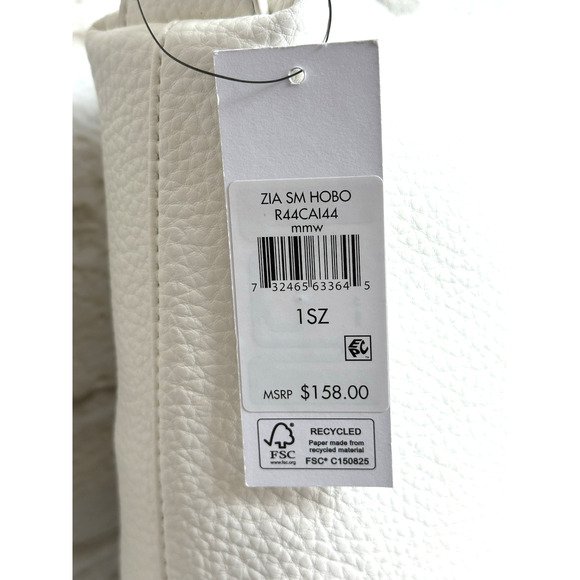 ZIA SM HOBO
R44CAI44
mmw
7 32465 63364 5
1SZ
EPC
MSRP $158.00
FSC
www.fsc.org
RECYCLED
Paper made from
recycled material
FSC® C150825